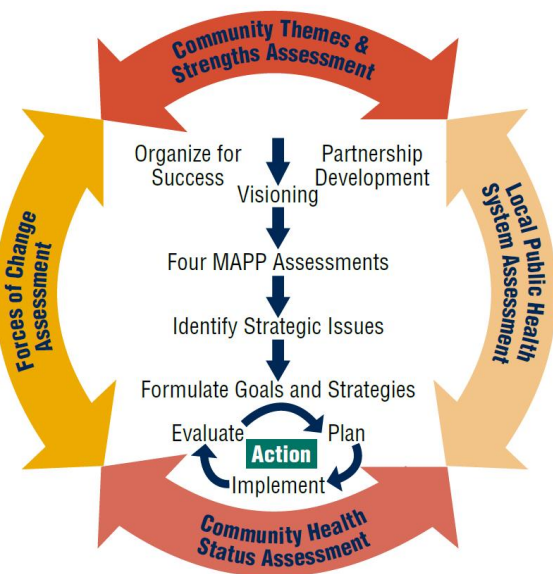 Community Themes &
Strengths Assessment
Organize for
Success
Partnership
Development
Visioning
Four MAPP Assessments
Identify Strategic Issues
Formulate Goals and Strategies
Evaluate
Plan
Action
Implement
Forces of Change
Assessment
Local Public Health
System Assessment
Community Health
Status Assessment